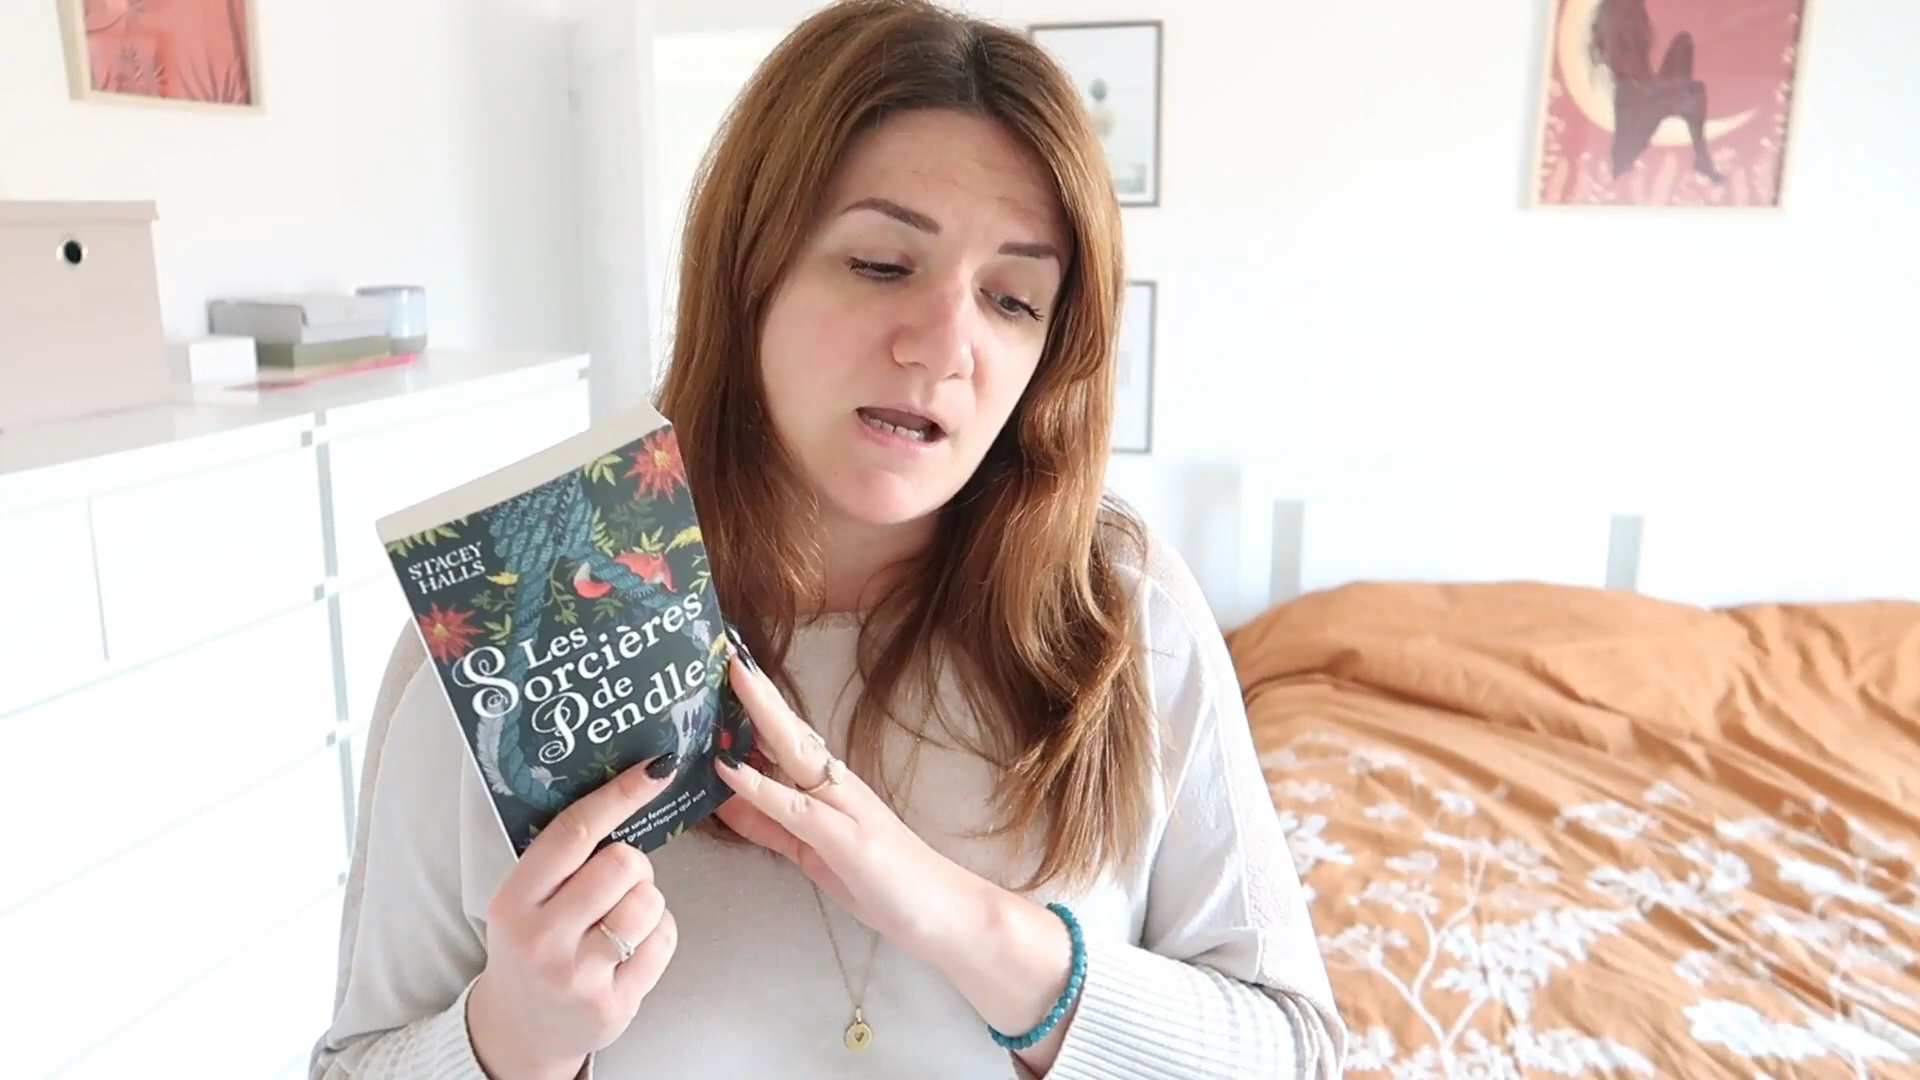 STACEY
HALLS
Les
Sorcières
de
Pendle
Être une femme est
grand risque qui soit